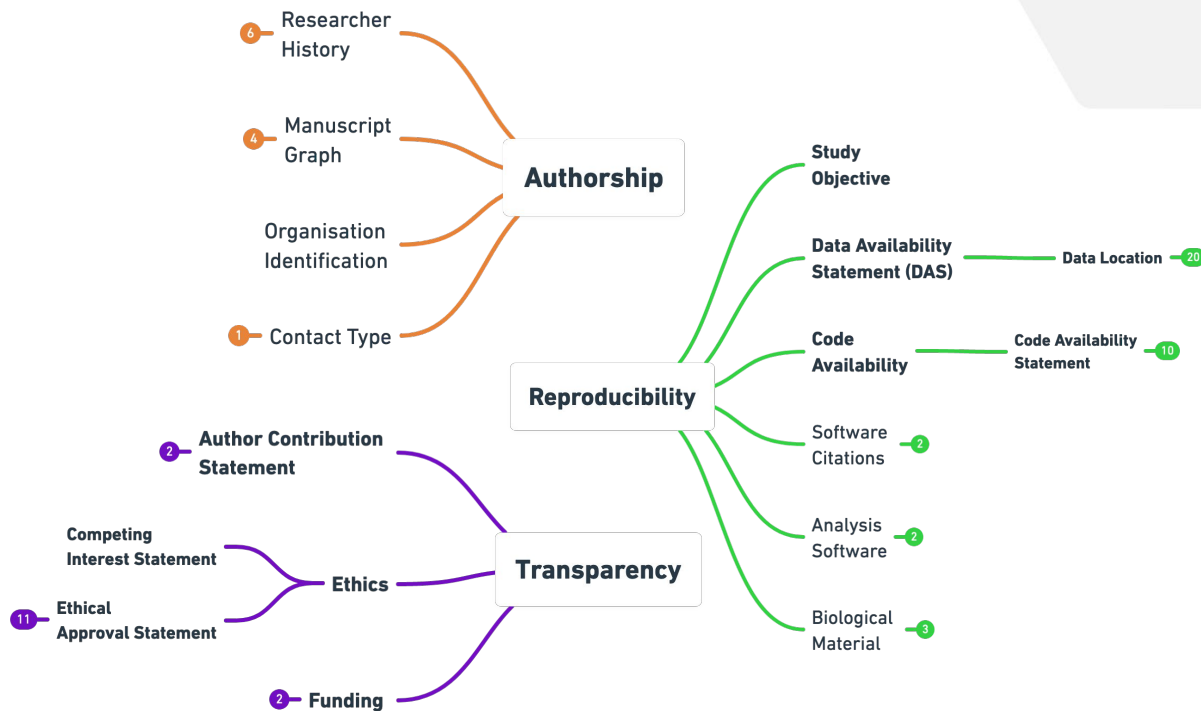 6
Researcher
History
4
Manuscript
Graph
Organisation
Identification
1
Contact Type
Authorship
Study
Objective
Data Availability
Statement (DAS)
Data Location
20
Code
Availability
Code Availability
Statement
10
Reproducibility
Software
Citations
2
Analysis
Software
2
Biological
Material
3
2
Author Contribution
Statement
Competing
Interest Statement
Ethics
11
Ethical
Approval Statement
Transparency
2
Funding